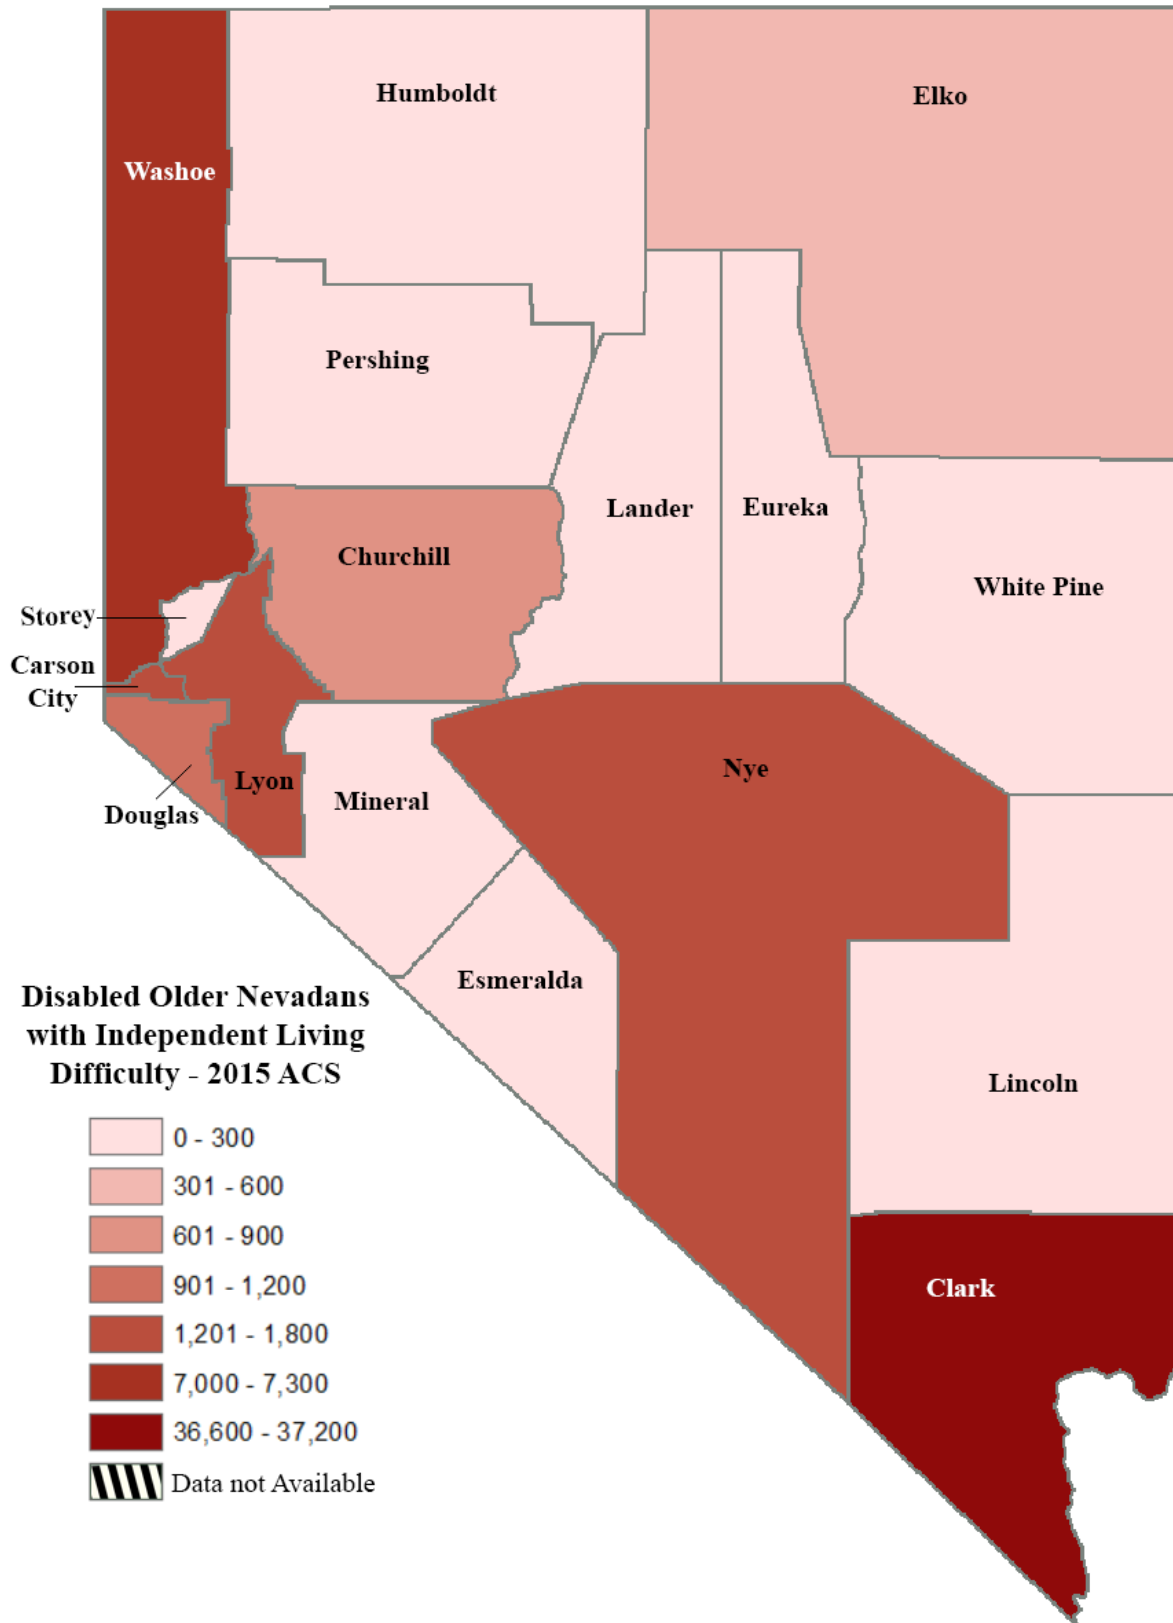 Humboldt
Elko
Washoe
Pershing
Lander
Eureka
Churchill
White Pine
Storey
Carson
City
Nye
Lyon
Mineral
Douglas
Esmeralda
Disabled Older Nevadans
with Independent Living
Difficulty - 2015 ACS
Lincoln
0 - 300
301 - 600
601 - 900
901 - 1,200
Clark
1,201 - 1,800
7,000 - 7,300
36,600 - 37,200
Data not Available